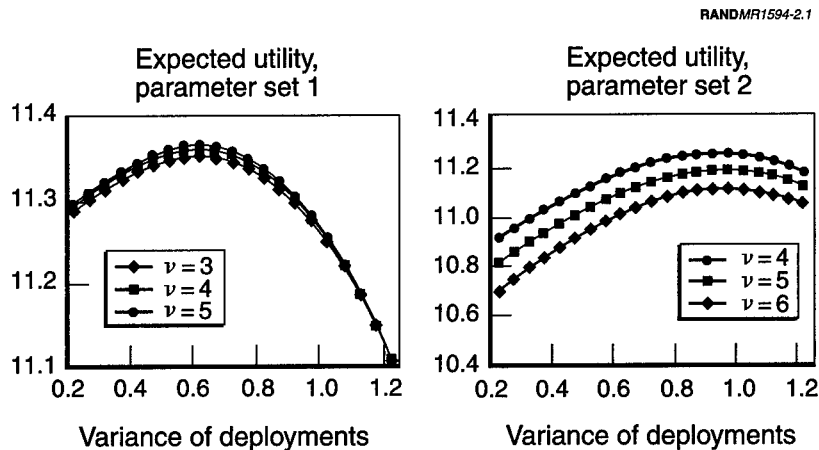 RANDMR1594-2.1
Expected utility,
parameter set 1
11.4
11.3
11.2
11.1
ν = 3
ν = 4
ν = 5
0.2 0.4 0.6 0.8 1.0 1.2
Variance of deployments
Expected utility,
parameter set 2
11.4
11.2
11.0
10.8
10.6
10.4
ν = 4
ν = 5
ν = 6
0.2 0.4 0.6 0.8 1.0 1.2
Variance of deployments